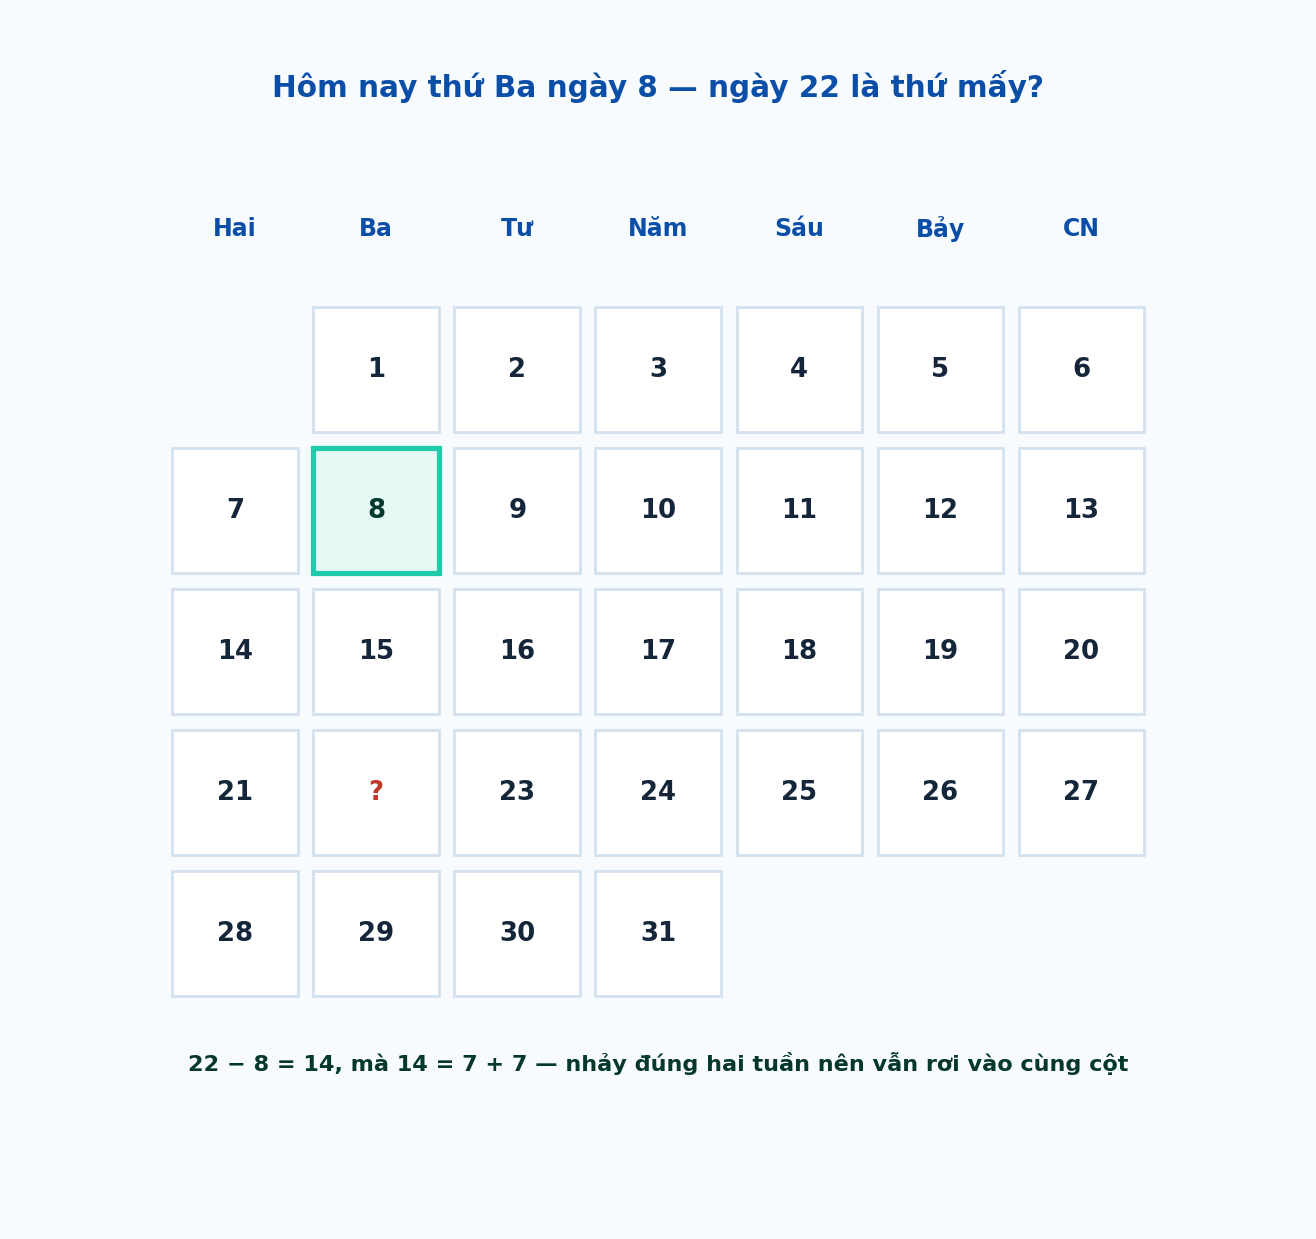 Hôm nay thứ Ba ngày 8 — ngày 22 là thứ mấy?
Hai Ba Tư Năm Sáu Bảy CN
1 2 3 4 5 6
7 8 9 10 11 12 13
14 15 16 17 18 19 20
21 ? 23 24 25 26 27
28 29 30 31
22 − 8 = 14, mà 14 = 7 + 7 — nhảy đúng hai tuần nên vẫn rơi vào cùng cột